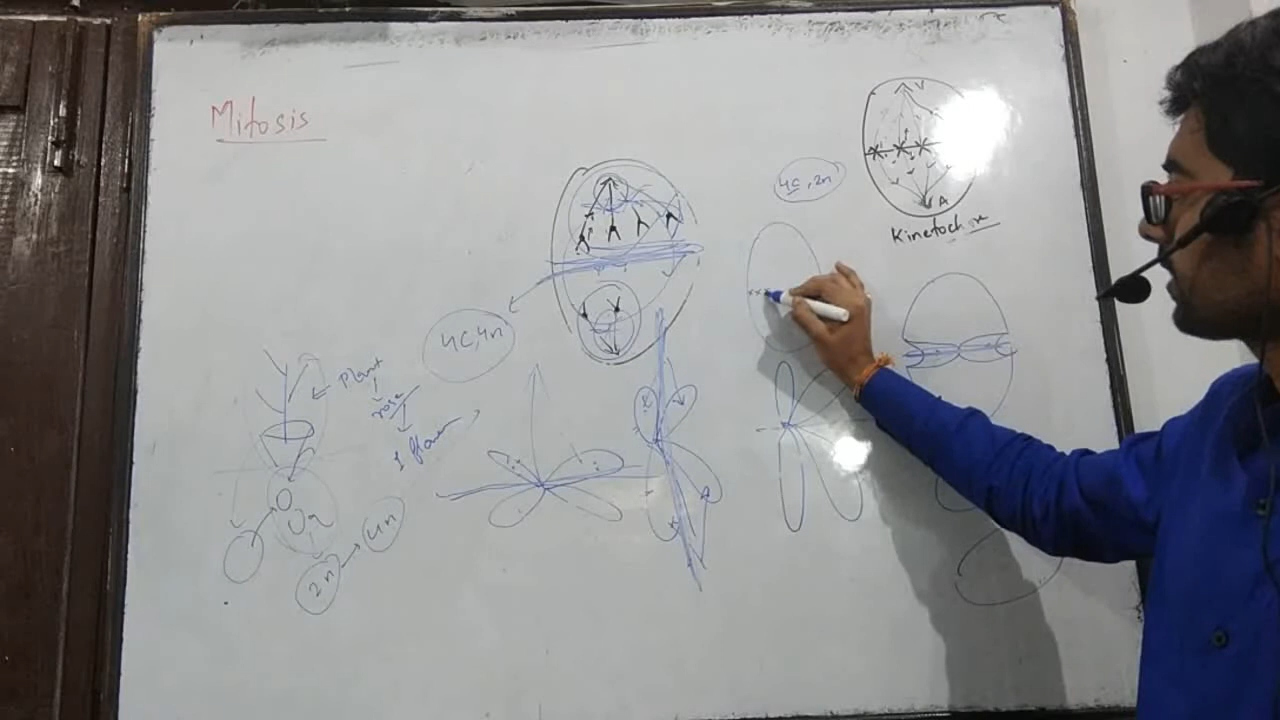 Mitosis
4C, 2n
V
A
Kinetochore
4C, 4n
Plant
rose
1 flower
2n
4n